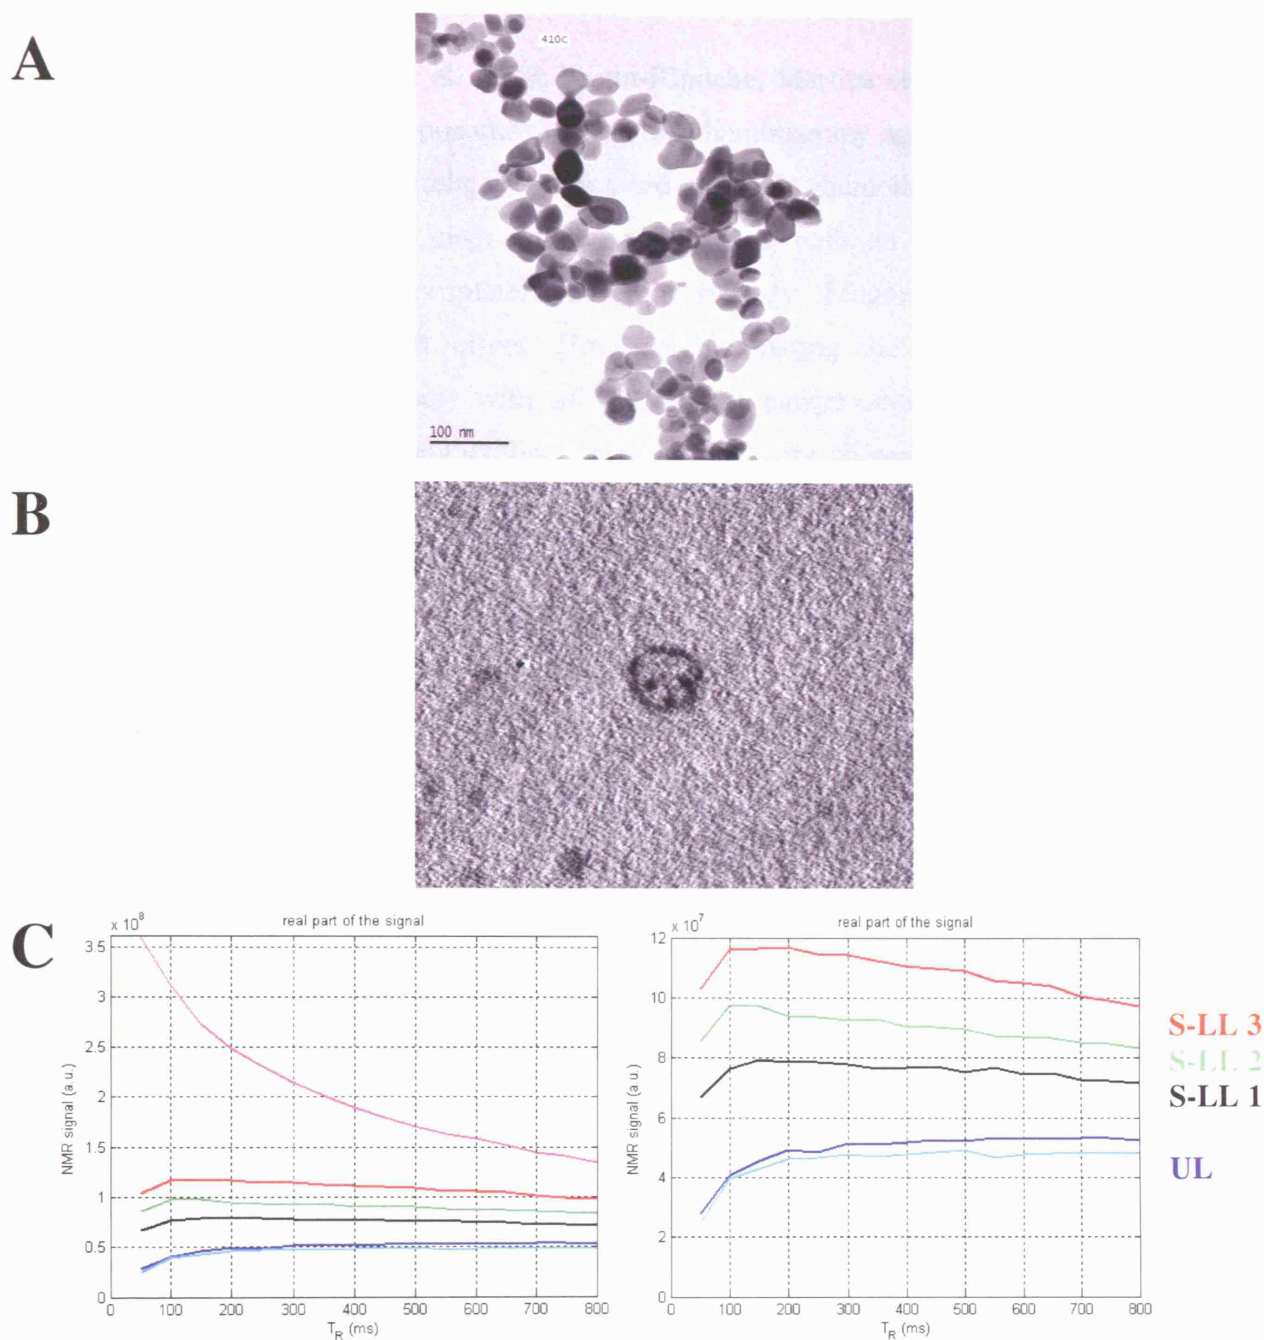 A
410C
100 nm
B
C
x 10^8
real part of the signal
3.5
3
2.5
2
1.5
1
0.5
0
NMR signal (a.u.)
0 100 200 300 400 500 600 700 800
T_R (ms)
x 10^7
real part of the signal
12
10
8
6
4
2
0
NMR signal (a.u.)
0 100 200 300 400 500 600 700 800
T_R (ms)
S-LL 3
S-LL 2
S-LL 1
UL